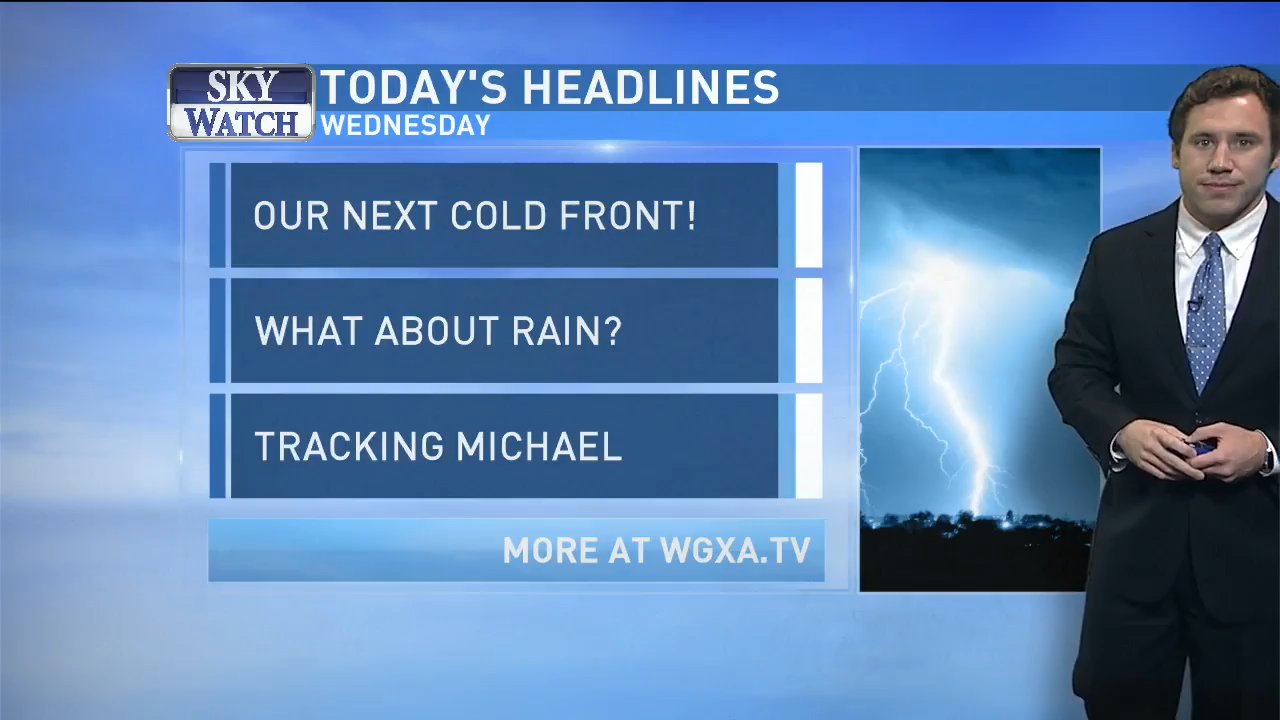 SKY
WATCH
TODAY'S HEADLINES
WEDNESDAY
OUR NEXT COLD FRONT!
WHAT ABOUT RAIN?
TRACKING MICHAEL
MORE AT WGXA.TV